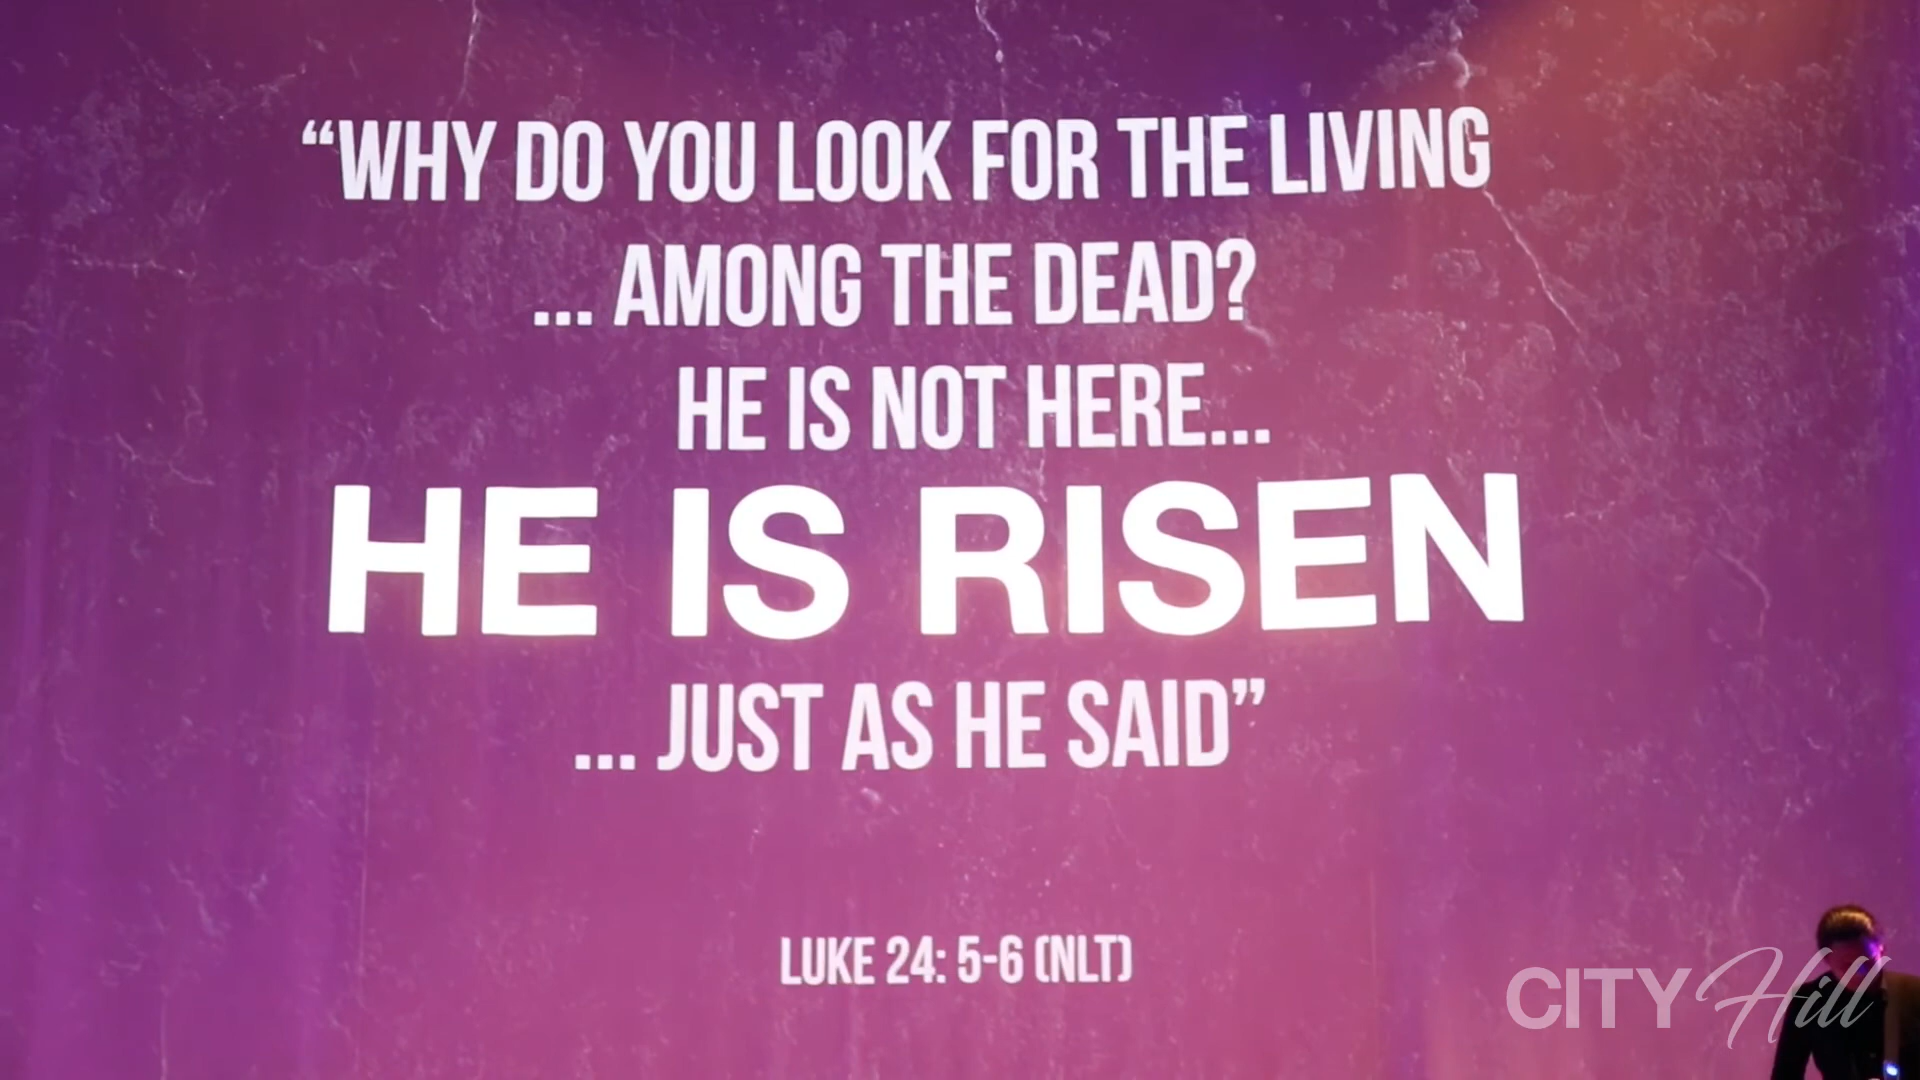 “WHY DO YOU LOOK FOR THE LIVING
... AMONG THE DEAD?
HE IS NOT HERE...
HE IS RISEN
... JUST AS HE SAID”
LUKE 24: 5-6 (NLT)
CITY Hill